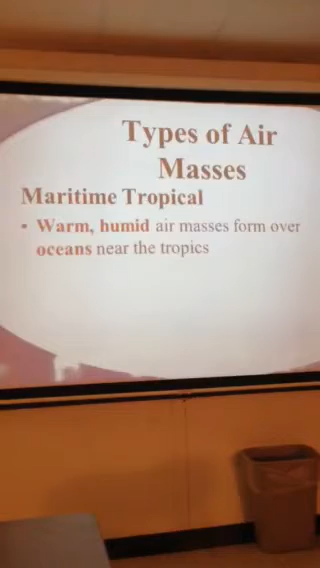 Types of Air
Masses
Maritime Tropical
• Warm, humid air masses form over
oceans near the tropics